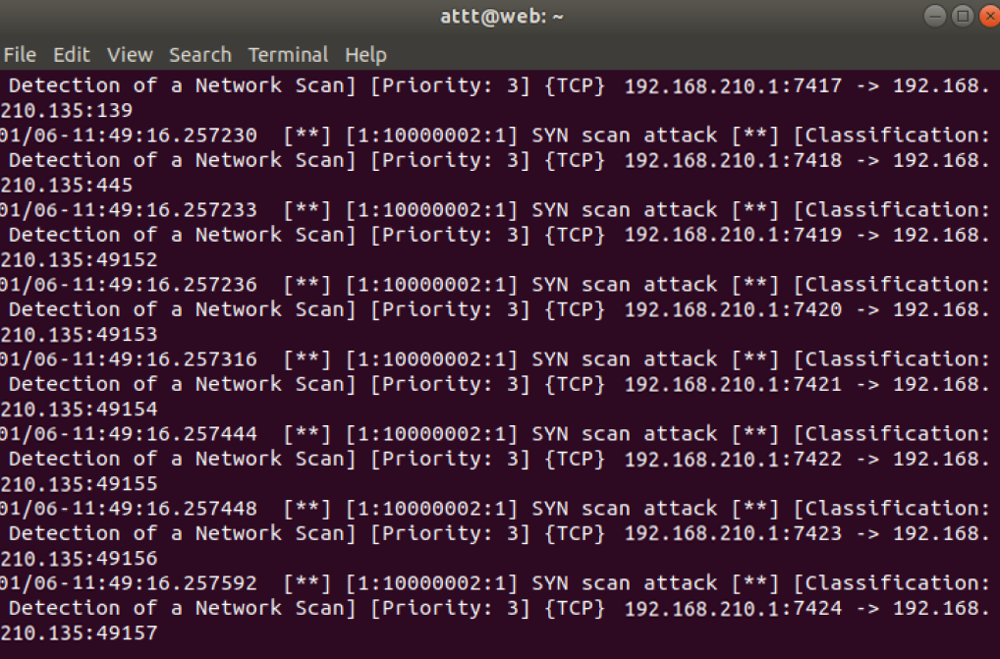 attt@web: ~
File Edit View Search Terminal Help
Detection of a Network Scan] [Priority: 3] {TCP} 192.168.210.1:7417 -> 192.168.
210.135:139
01/06-11:49:16.257230 [**] [1:10000002:1] SYN scan attack [**] [Classification:
Detection of a Network Scan] [Priority: 3] {TCP} 192.168.210.1:7418 -> 192.168.
210.135:445
01/06-11:49:16.257233 [**] [1:10000002:1] SYN scan attack [**] [Classification:
Detection of a Network Scan] [Priority: 3] {TCP} 192.168.210.1:7419 -> 192.168.
210.135:49152
01/06-11:49:16.257236 [**] [1:10000002:1] SYN scan attack [**] [Classification:
Detection of a Network Scan] [Priority: 3] {TCP} 192.168.210.1:7420 -> 192.168.
210.135:49153
01/06-11:49:16.257316 [**] [1:10000002:1] SYN scan attack [**] [Classification:
Detection of a Network Scan] [Priority: 3] {TCP} 192.168.210.1:7421 -> 192.168.
210.135:49154
01/06-11:49:16.257444 [**] [1:10000002:1] SYN scan attack [**] [Classification:
Detection of a Network Scan] [Priority: 3] {TCP} 192.168.210.1:7422 -> 192.168.
210.135:49155
01/06-11:49:16.257448 [**] [1:10000002:1] SYN scan attack [**] [Classification:
Detection of a Network Scan] [Priority: 3] {TCP} 192.168.210.1:7423 -> 192.168.
210.135:49156
01/06-11:49:16.257592 [**] [1:10000002:1] SYN scan attack [**] [Classification:
Detection of a Network Scan] [Priority: 3] {TCP} 192.168.210.1:7424 -> 192.168.
210.135:49157